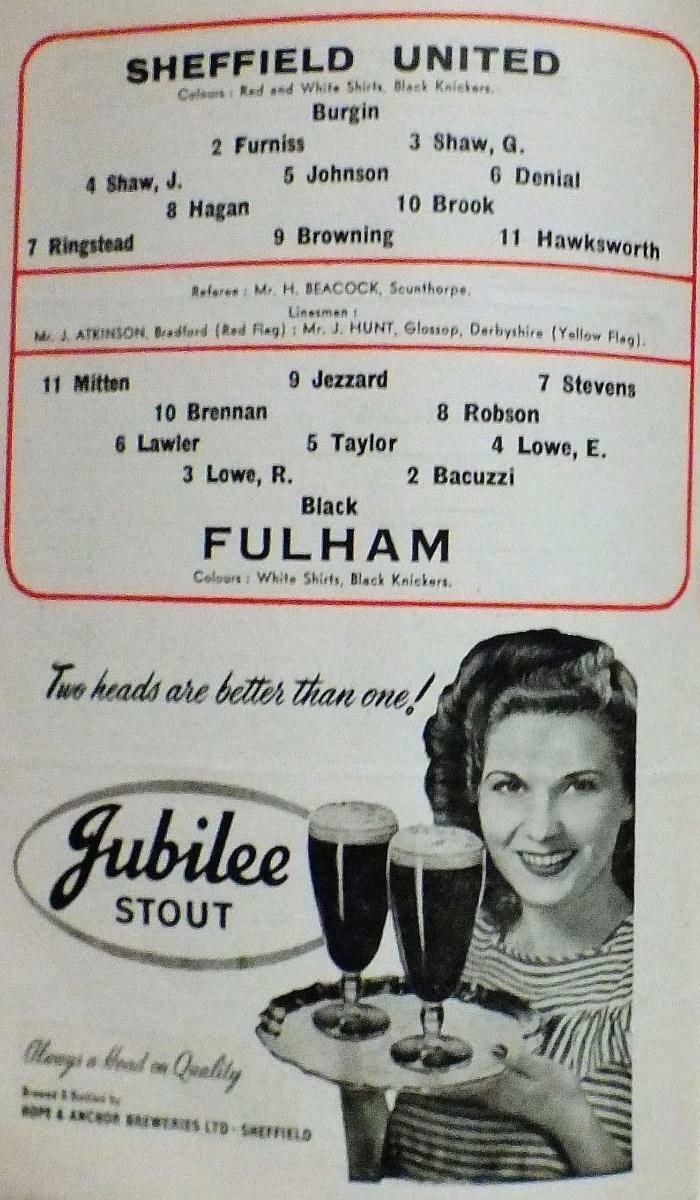 SHEFFIELD UNITED
Colours : Red and White Shirts, Black Knickers.
Burgin
2 Furniss 3 Shaw, G.
4 Shaw, J. 5 Johnson 6 Denial
8 Hagan 10 Brook
7 Ringstead 9 Browning 11 Hawksworth
Referee : Mr. H. BEACOCK, Scunthorpe.
Linesmen :
Mr. J. ATKINSON, Bradford (Red Flag) : Mr. J. HUNT, Glossop, Derbyshire (Yellow Flag).
11 Mitten 9 Jezzard 7 Stevens
10 Brennan 8 Robson
6 Lawler 5 Taylor 4 Lowe, E.
3 Lowe, R. 2 Bacuzzi
Black
FULHAM
Colours : White Shirts, Black Knickers.
Two heads are better than one!
Jubilee
STOUT
Always a Head on Quality
Brewed & Bottled by
HOPE & ANCHOR BREWERIES LTD · SHEFFIELD